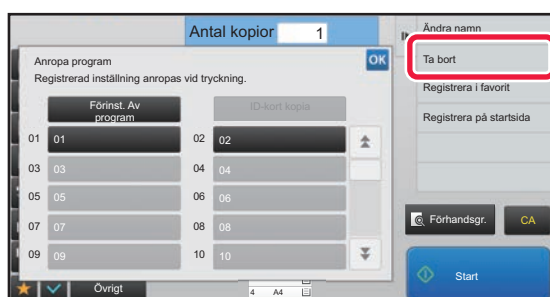 Antal kopior 1
Anropa program
OK
Registrerad inställning anropas vid tryckning.
Förinst. Av
program
ID-kort kopia
01 01
02 02
03 03
04 04
05 05
06 06
07 07
08 08
09 09
10 10
Övrigt
4 A4
Ändra namn
Ta bort
Registrera i favorit
Registrera på startsida
Förhandsgr.
CA
Start